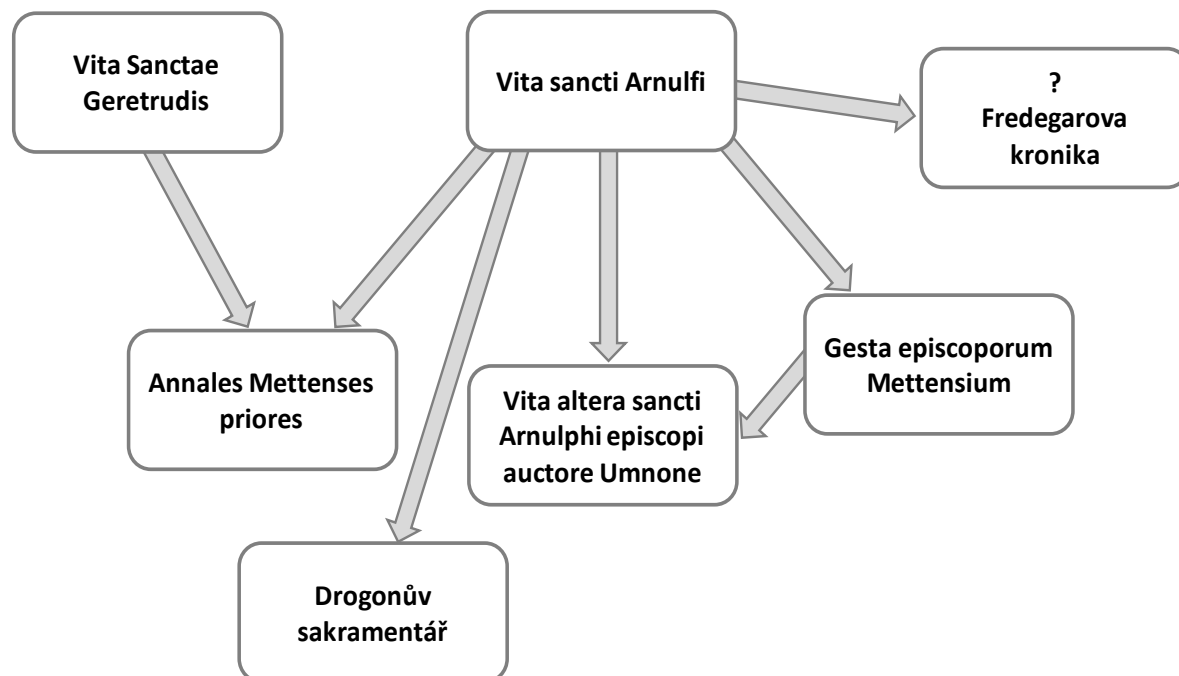 Vita Sanctae
Geretrudis
Vita sancti Arnulfi
?
Fredegarova
kronika
Annales Mettenses
priores
Vita altera sancti
Arnulphi episcopi
auctore Umnone
Gesta episcoporum
Mettensium
Drogonův
sakramentář